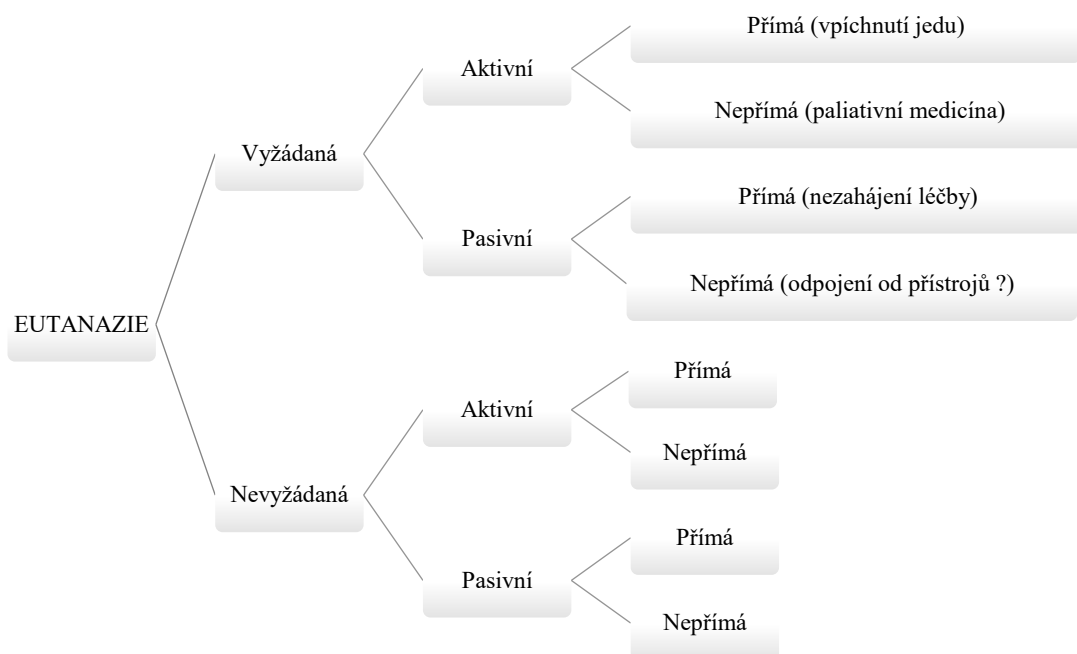 EUTANAZIE
Vyžádaná
Aktivní
Přímá (vpíchnutí jedu)
Nepřímá (paliativní medicína)
Pasivní
Přímá (nezahájení léčby)
Nepřímá (odpojení od přístrojů ?)
Nevyžádaná
Aktivní
Přímá
Nepřímá
Pasivní
Přímá
Nepřímá